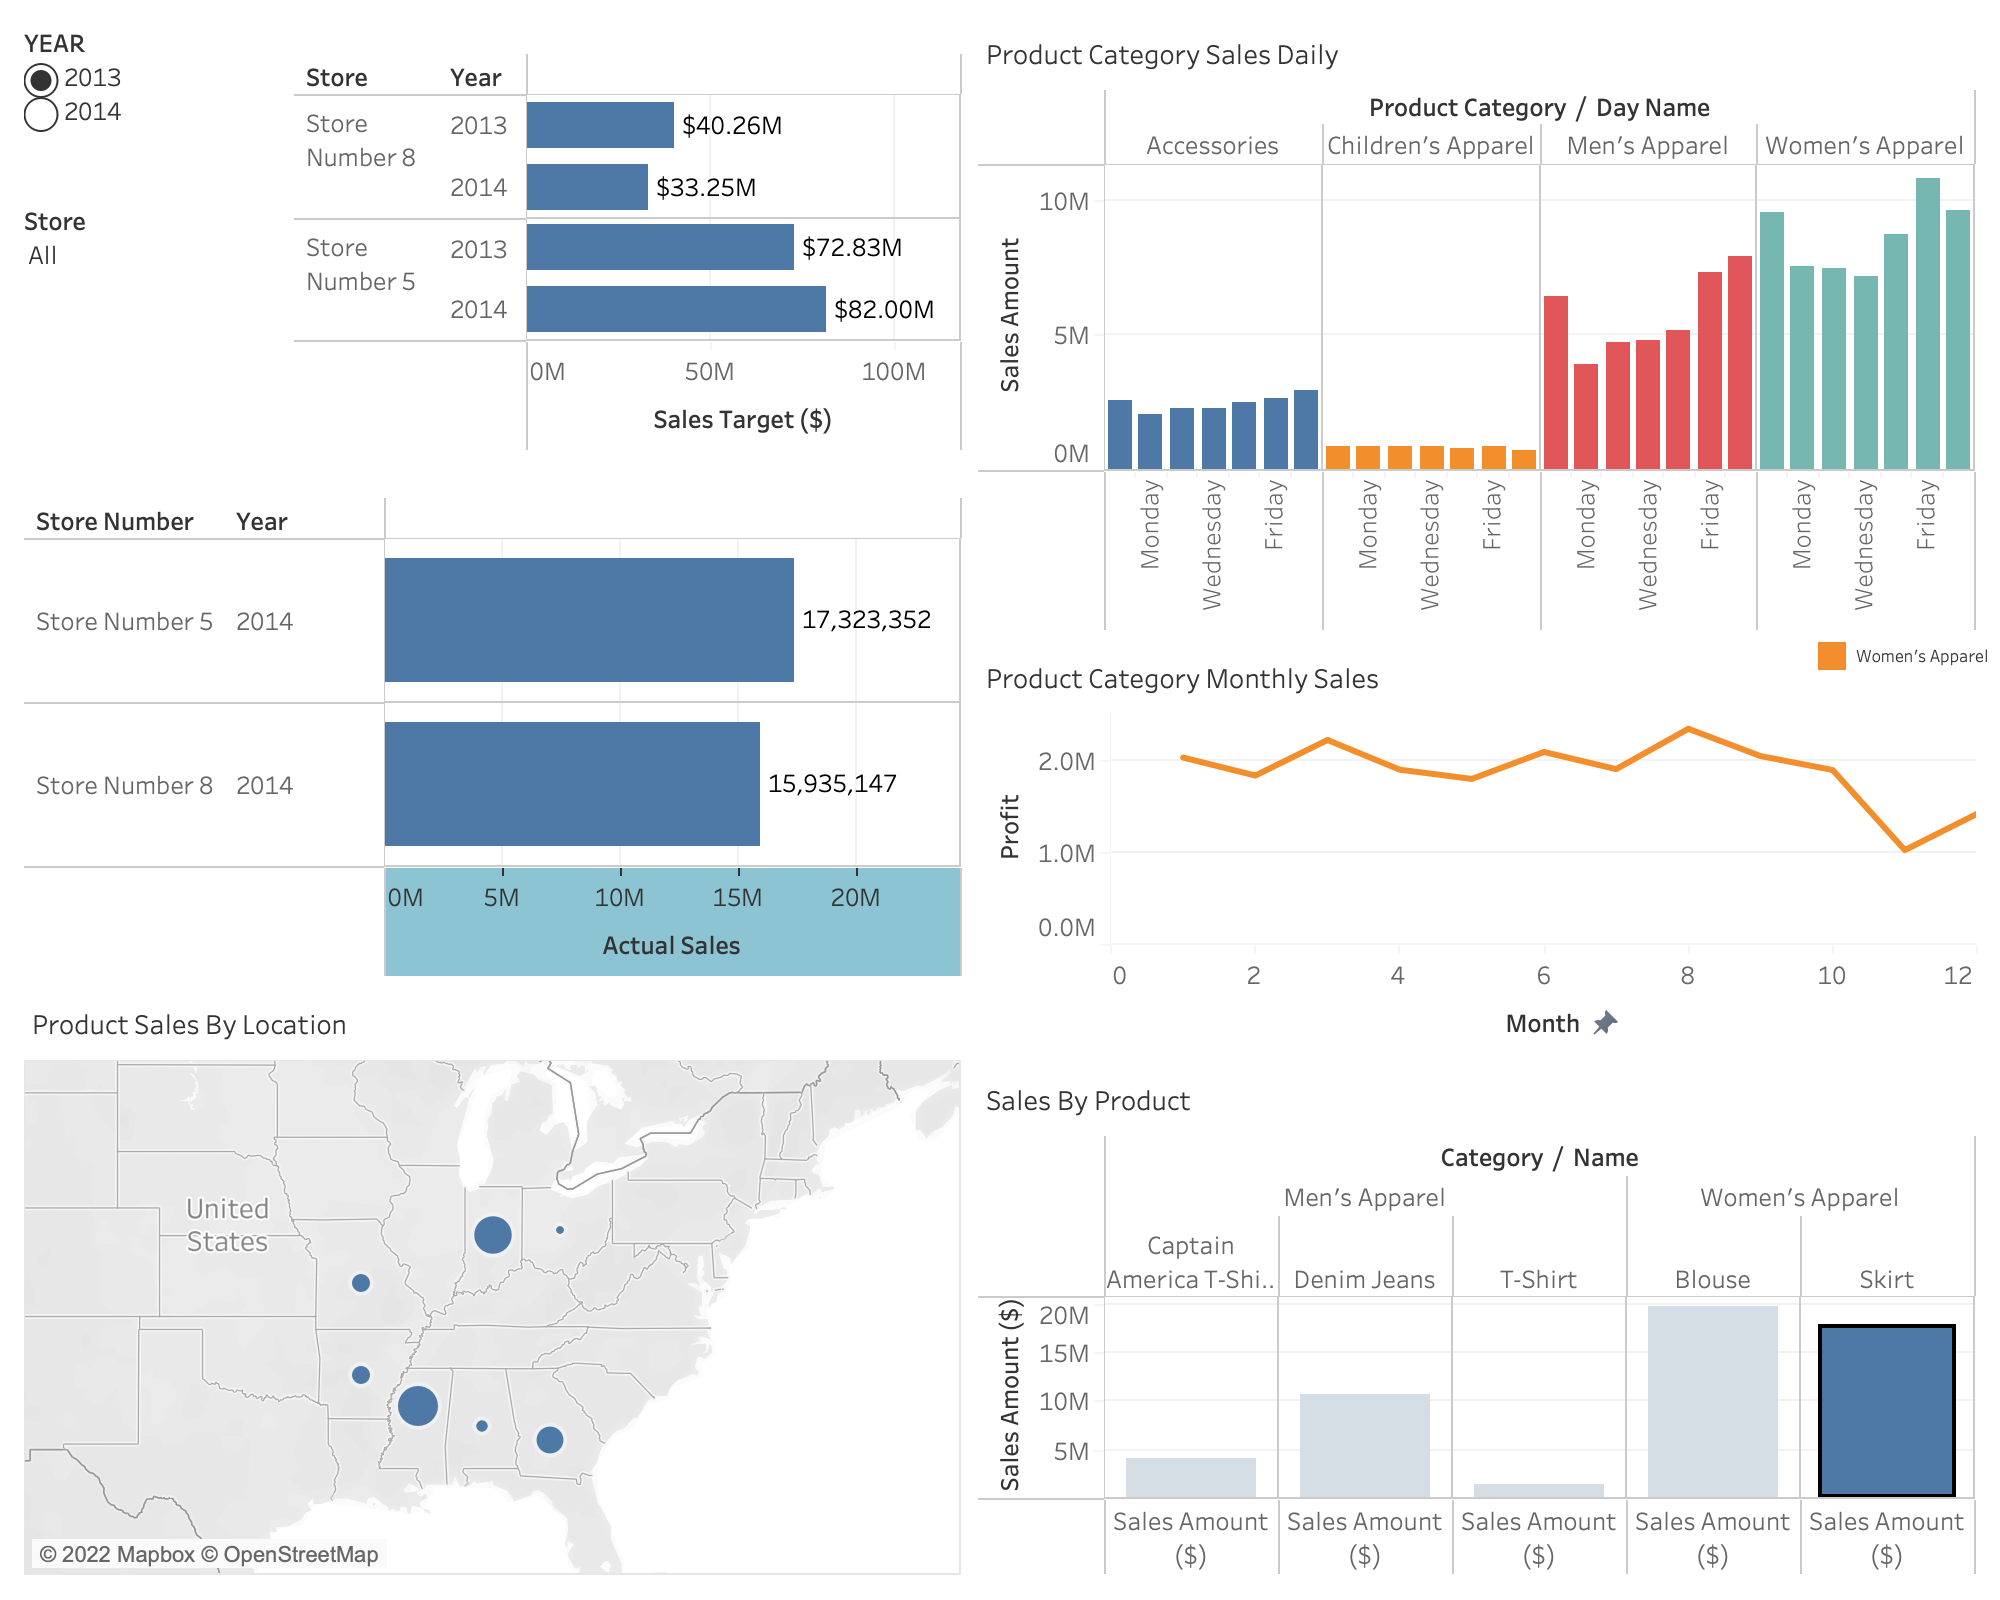 YEAR
2013
2014
Store
All
Store Year
Store
Number 8
2013 $40.26M
2014 $33.25M
Store
Number 5
2013 $72.83M
2014 $82.00M
0M 50M 100M
Sales Target ($)
Store Number Year
Store Number 5 2014 17,323,352
Store Number 8 2014 15,935,147
0M 5M 10M 15M 20M
Actual Sales
Product Sales By Location
United
States
© 2022 Mapbox © OpenStreetMap
Product Category Sales Daily
Product Category / Day Name
Accessories Children's Apparel Men's Apparel Women's Apparel
Sales Amount
10M
5M
0M
Monday Wednesday Friday Monday Wednesday Friday Monday Wednesday Friday Monday Wednesday Friday
Women's Apparel
Product Category Monthly Sales
Profit
2.0M
1.0M
0.0M
0 2 4 6 8 10 12
Month
Sales By Product
Category / Name
Men's Apparel Women's Apparel
Captain
America T-Shi.. Denim Jeans T-Shirt Blouse Skirt
Sales Amount ($)
20M
15M
10M
5M
Sales Amount Sales Amount Sales Amount Sales Amount Sales Amount
($) ($) ($) ($) ($)